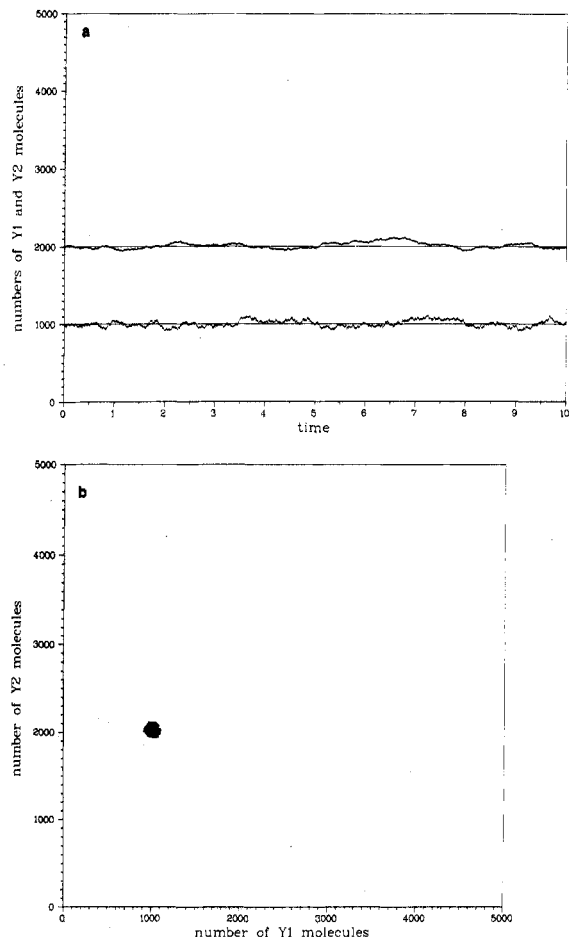 a
numbers of Y1 and Y2 molecules
5000
4000
3000
2000
1000
0
0 1 2 3 4 5 6 7 8 9 10
time
b
number of Y2 molecules
5000
4000
3000
2000
1000
0
0 1000 2000 3000 4000 5000
number of Y1 molecules